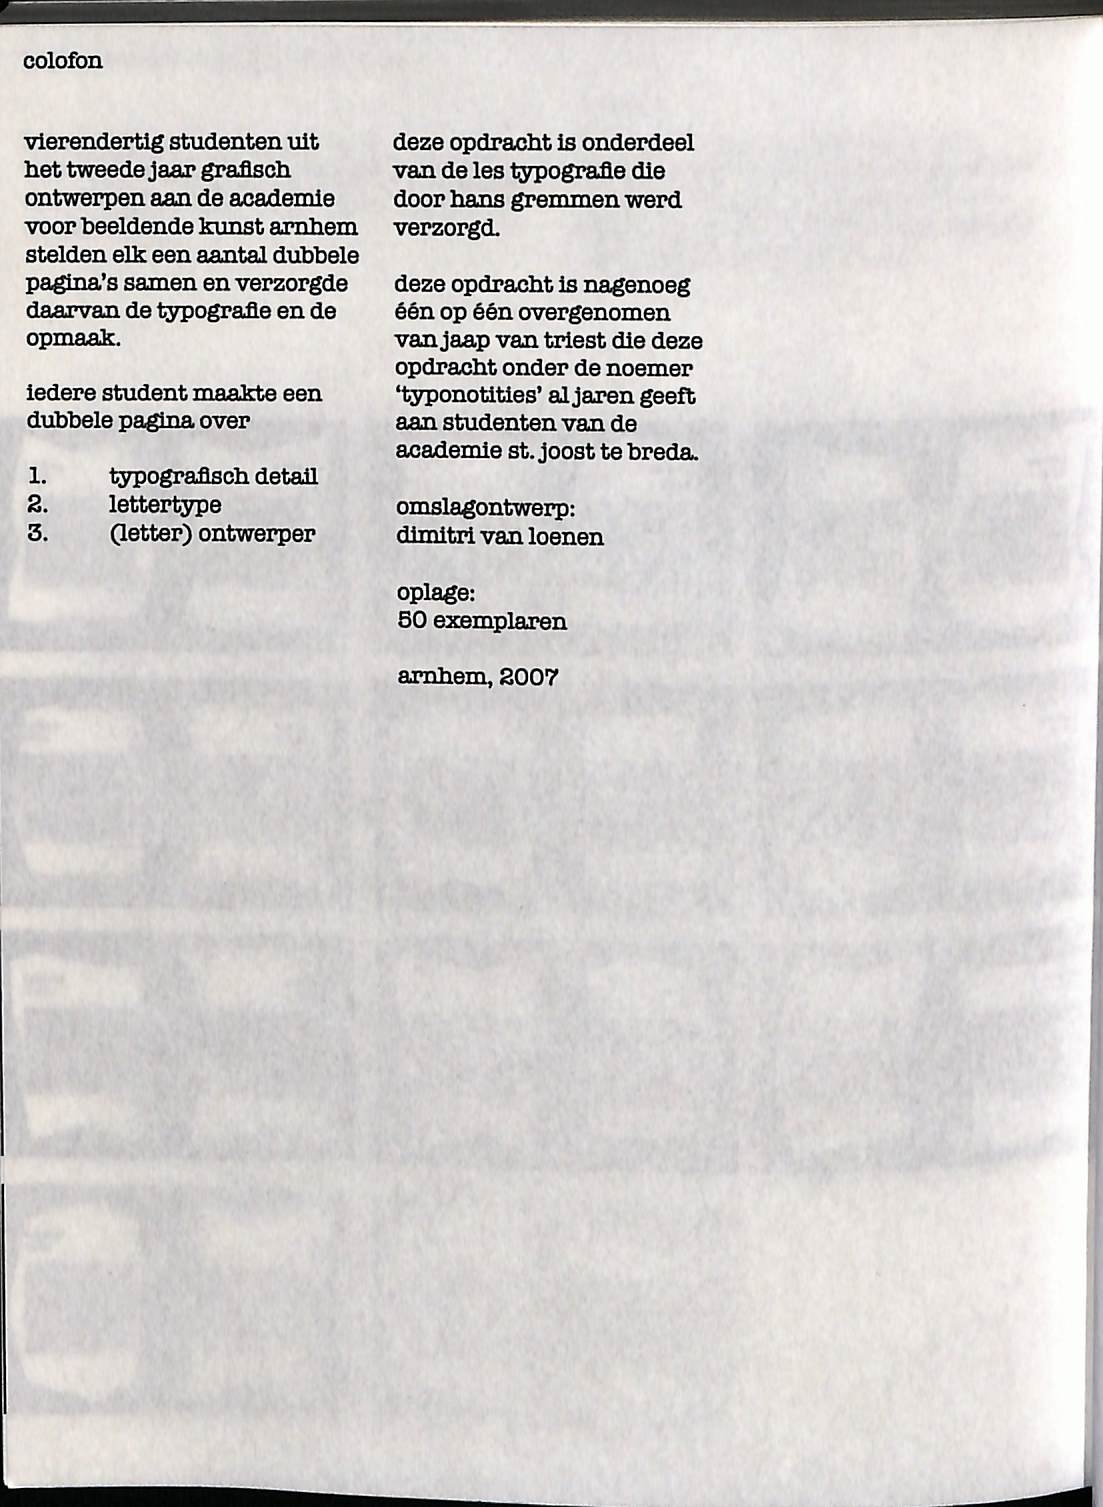 colofon
vierendertig studenten uit
het tweede jaar grafisch
ontwerpen aan de academie
voor beeldende kunst arnhem
stelden elk een aantal dubbele
pagina's samen en verzorgde
daarvan de typografie en de
opmaak.
iedere student maakte een
dubbele pagina over
1. typografisch detail
2. lettertype
3. (letter) ontwerper
deze opdracht is onderdeel
van de les typografie die
door hans gremmen werd
verzorgd.
deze opdracht is nagenoeg
één op één overgenomen
van jaap van triest die deze
opdracht onder de noemer
‘typonotities’ al jaren geeft
aan studenten van de
academie st. joost te breda.
omslagontwerp:
dimitri van loenen
oplage:
50 exemplaren
arnhem, 2007